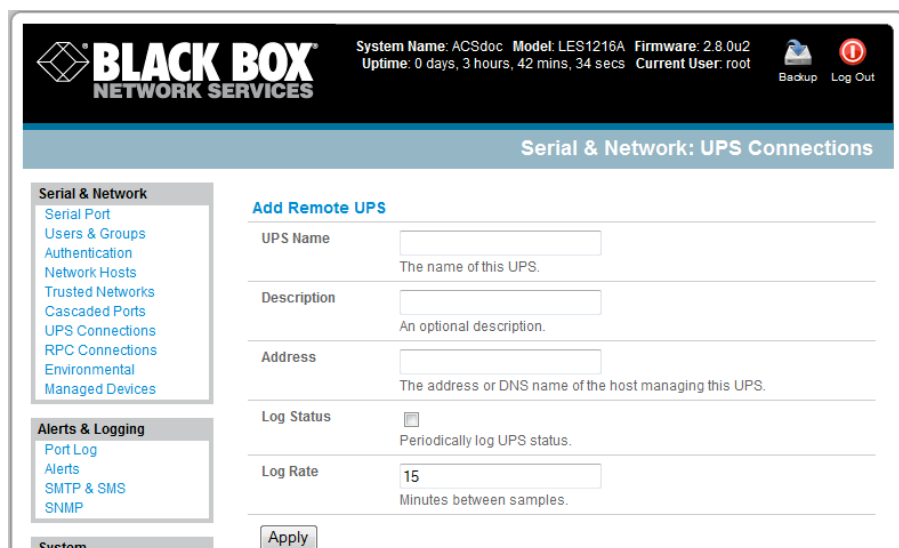 BLACK BOX
NETWORK SERVICES
System Name: ACSdoc Model: LES1216A Firmware: 2.8.0u2
Uptime: 0 days, 3 hours, 42 mins, 34 secs Current User: root
Backup Log Out
Serial & Network: UPS Connections
Serial & Network
Serial Port
Users & Groups
Authentication
Network Hosts
Trusted Networks
Cascaded Ports
UPS Connections
RPC Connections
Environmental
Managed Devices
Alerts & Logging
Port Log
Alerts
SMTP & SMS
SNMP
System
Add Remote UPS
UPS Name
The name of this UPS.
Description
An optional description.
Address
The address or DNS name of the host managing this UPS.
Log Status
Periodically log UPS status.
Log Rate
15
Minutes between samples.
Apply